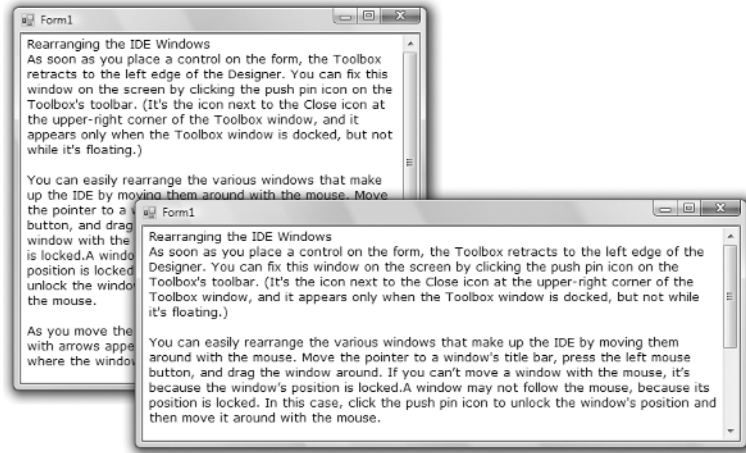 Form1
Rearranging the IDE Windows
As soon as you place a control on the form, the Toolbox
retracts to the left edge of the Designer. You can fix this
window on the screen by clicking the push pin icon on the
Toolbox's toolbar. (It's the icon next to the Close icon at
the upper-right corner of the Toolbox window, and it
appears only when the Toolbox window is docked, but not
while it's floating.)
You can easily rearrange the various windows that make
up the IDE by moving them around with the mouse. Move
the pointer to a
button, and drag
window with the
is locked.A
position is locked
unlock the
the mouse.
As you move the
with arrows
where the
Form1
Rearranging the IDE Windows
As soon as you place a control on the form, the Toolbox retracts to the left edge of the
Designer. You can fix this window on the screen by clicking the push pin icon on the
Toolbox's toolbar. (It's the icon next to the Close icon at the upper-right corner of the
Toolbox window, and it appears only when the Toolbox window is docked, but not while
it's floating.)
You can easily rearrange the various windows that make up the IDE by moving them
around with the mouse. Move the pointer to a window's title bar, press the left mouse
button, and drag the window around. If you can't move a window with the mouse, it's
because the window's position is locked.A window may not follow the mouse, because its
position is locked. In this case, click the push pin icon to unlock the window's position and
then move it around with the mouse.